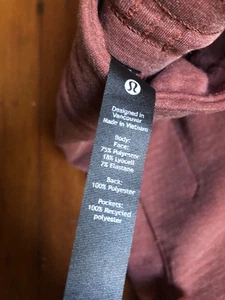 Designed in
Vancouver
Made in Vietnam
Body:
Face:
75% Polyester
18% Lyocell
7% Elastane
Back:
100% Polyester
Pockets:
100% Recycled
polyester